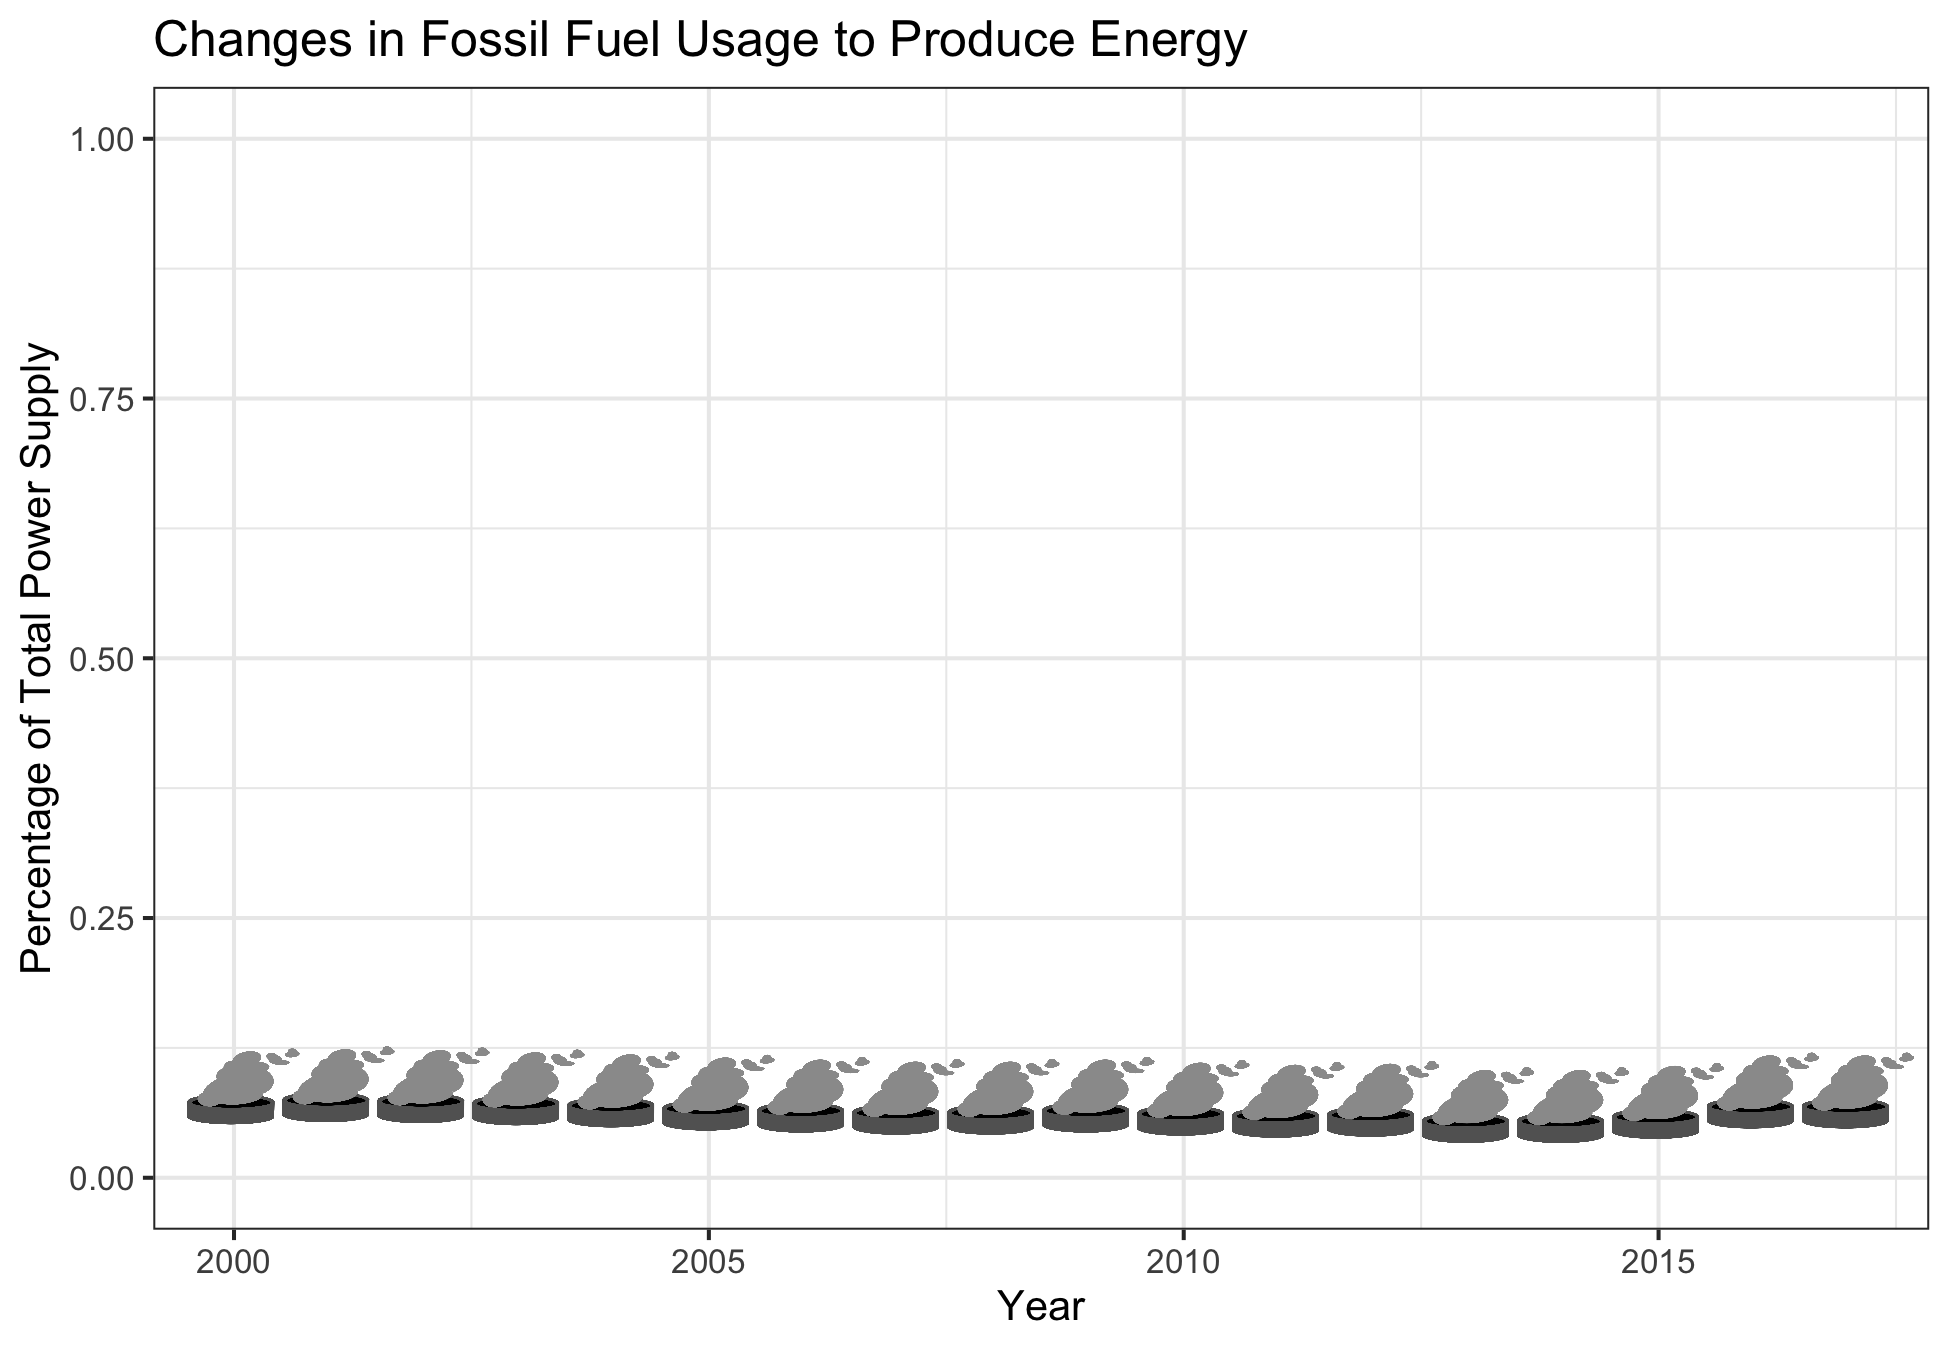 Changes in Fossil Fuel Usage to Produce Energy
Percentage of Total Power Supply
1.00
0.75
0.50
0.25
0.00
2000 2005 2010 2015
Year